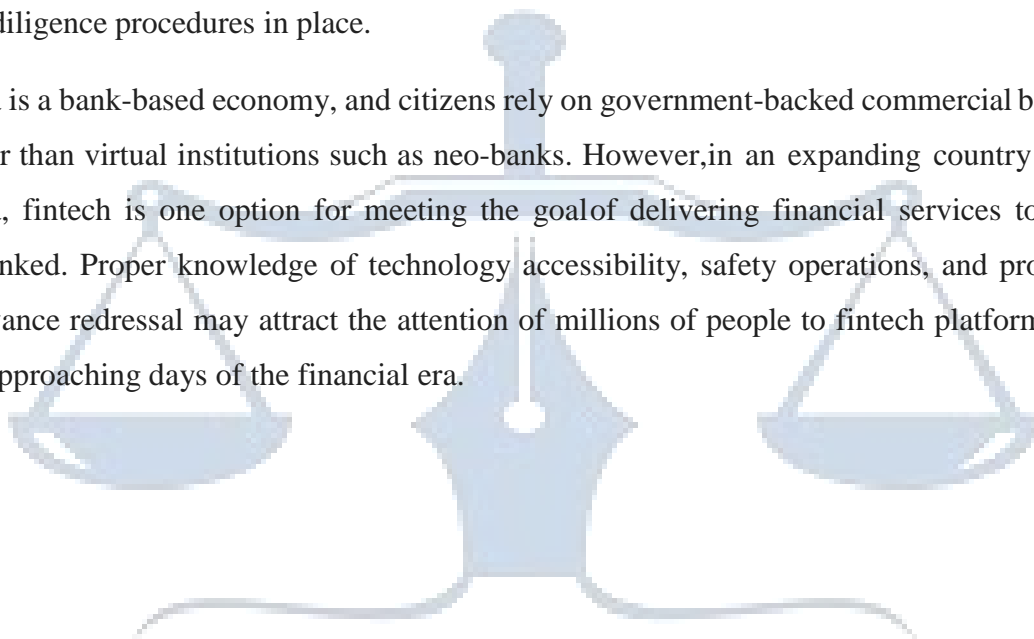 diligence procedures in place.
is a bank-based economy, and citizens rely on government-backed commercial b
r than virtual institutions such as neo-banks. However,in an expanding country
, fintech is one option for meeting the goalof delivering financial services to
nked. Proper knowledge of technology accessibility, safety operations, and pro
vance redressal may attract the attention of millions of people to fintech platform
pproaching days of the financial era.